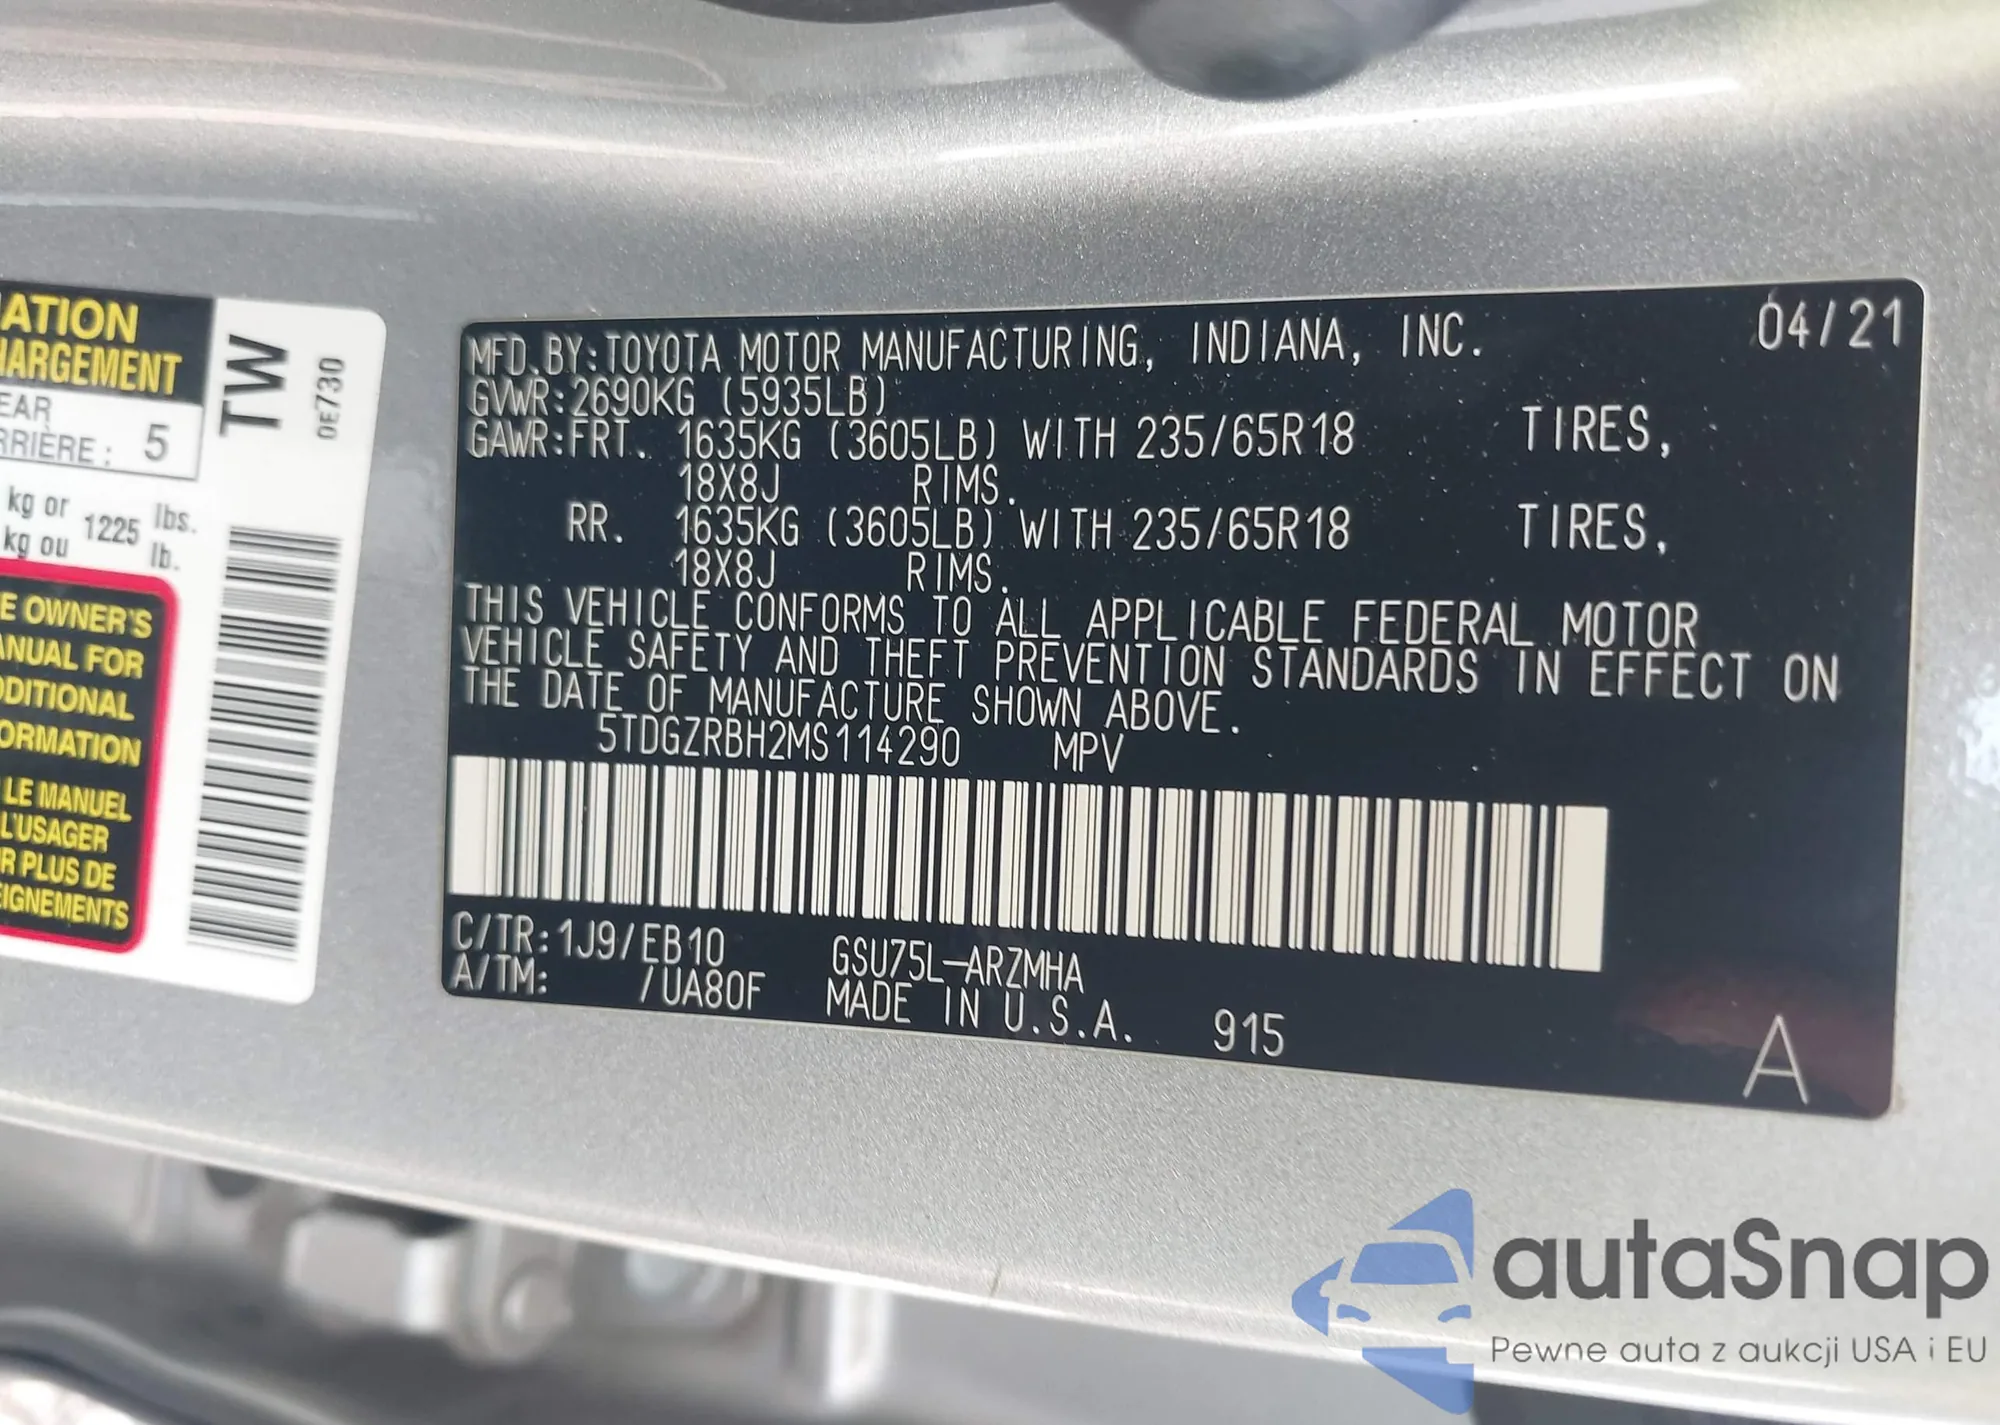 ATION
HARGEMENT
EAR
RRIÈRE : 5
kg or 1225 lbs.
kg ou lb.
E OWNER'S
ANUAL FOR
DDITIONAL
FORMATION
LE MANUEL
L'USAGER
R PLUS DE
EIGNEMENTS
TW
0E730
MFD.BY:TOYOTA MOTOR MANUFACTURING, INDIANA, INC. 04/21
GVWR:2690KG (5935LB)
GAWR:FRT. 1635KG (3605LB) WITH 235/65R18 TIRES,
18X8J RIMS.
RR. 1635KG (3605LB) WITH 235/65R18 TIRES,
18X8J RIMS.
THIS VEHICLE CONFORMS TO ALL APPLICABLE FEDERAL MOTOR
VEHICLE SAFETY AND THEFT PREVENTION STANDARDS IN EFFECT ON
THE DATE OF MANUFACTURE SHOWN ABOVE.
5TDGZRBH2MS114290 MPV
C/TR:1J9/EB10 GSU75L-ARZMHA
A/TM: /UA80F MADE IN U.S.A. 915
A
autaSnap
Pewne auta z aukcji USA i EU